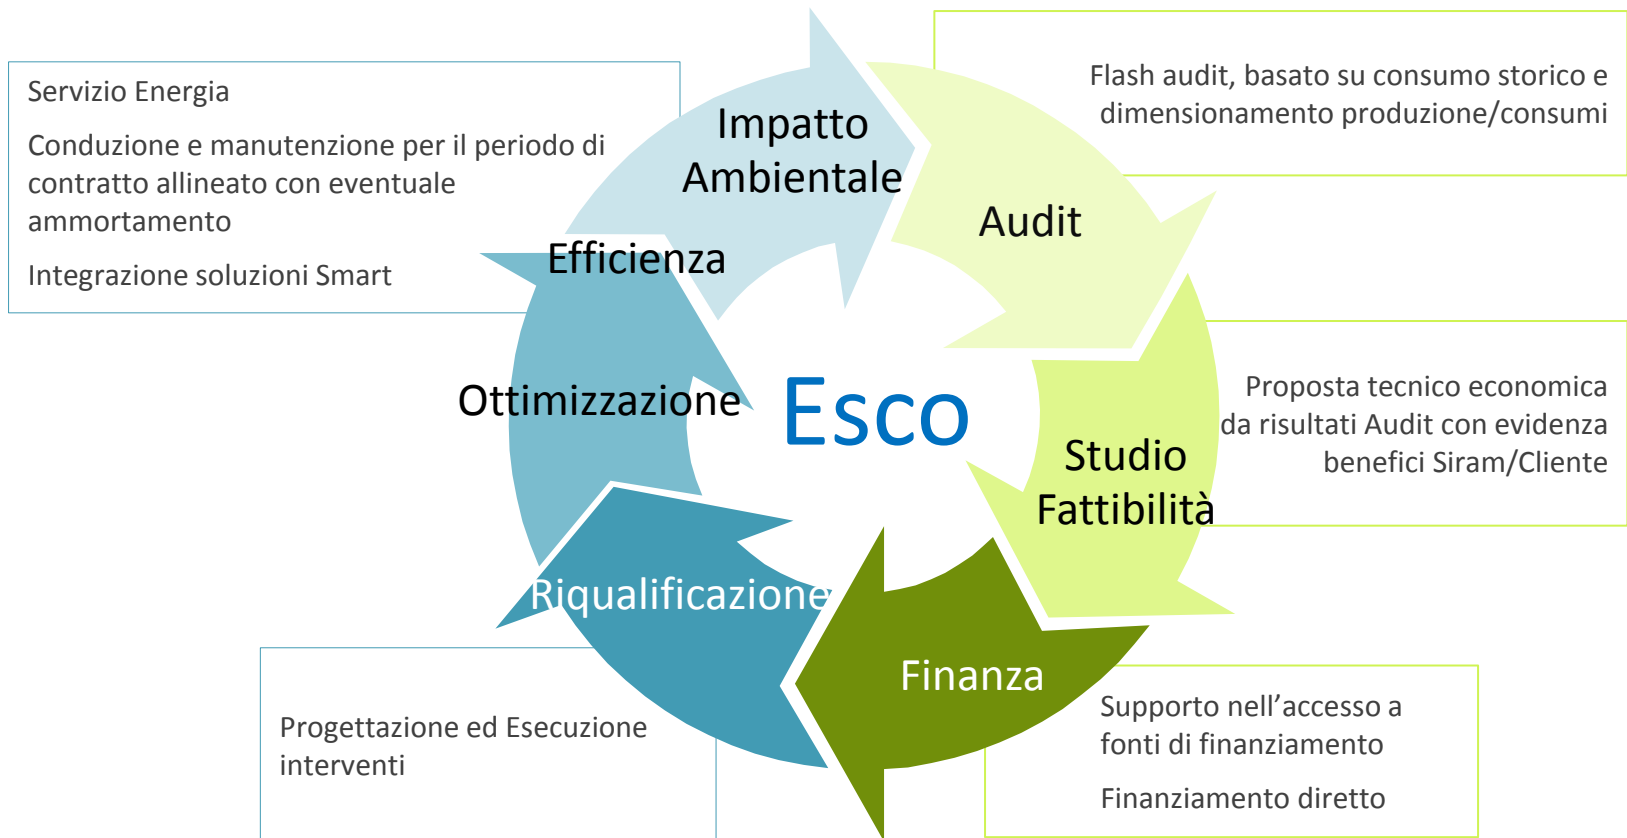 Servizio Energia
Conduzione e manutenzione per il periodo di
contratto allineato con eventuale
ammortamento
Integrazione soluzioni Smart
Impatto
Ambientale
Efficienza
Ottimizzazione
Esco
Audit
Flash audit, basato su consumo storico e
dimensionamento produzione/consumi
Studio
Fattibilità
Proposta tecnico economica
da risultati Audit con evidenza
benefici Siram/Cliente
Riqualificazione
Finanza
Progettazione ed Esecuzione
interventi
Supporto nell’accesso a
fonti di finanziamento
Finanziamento diretto